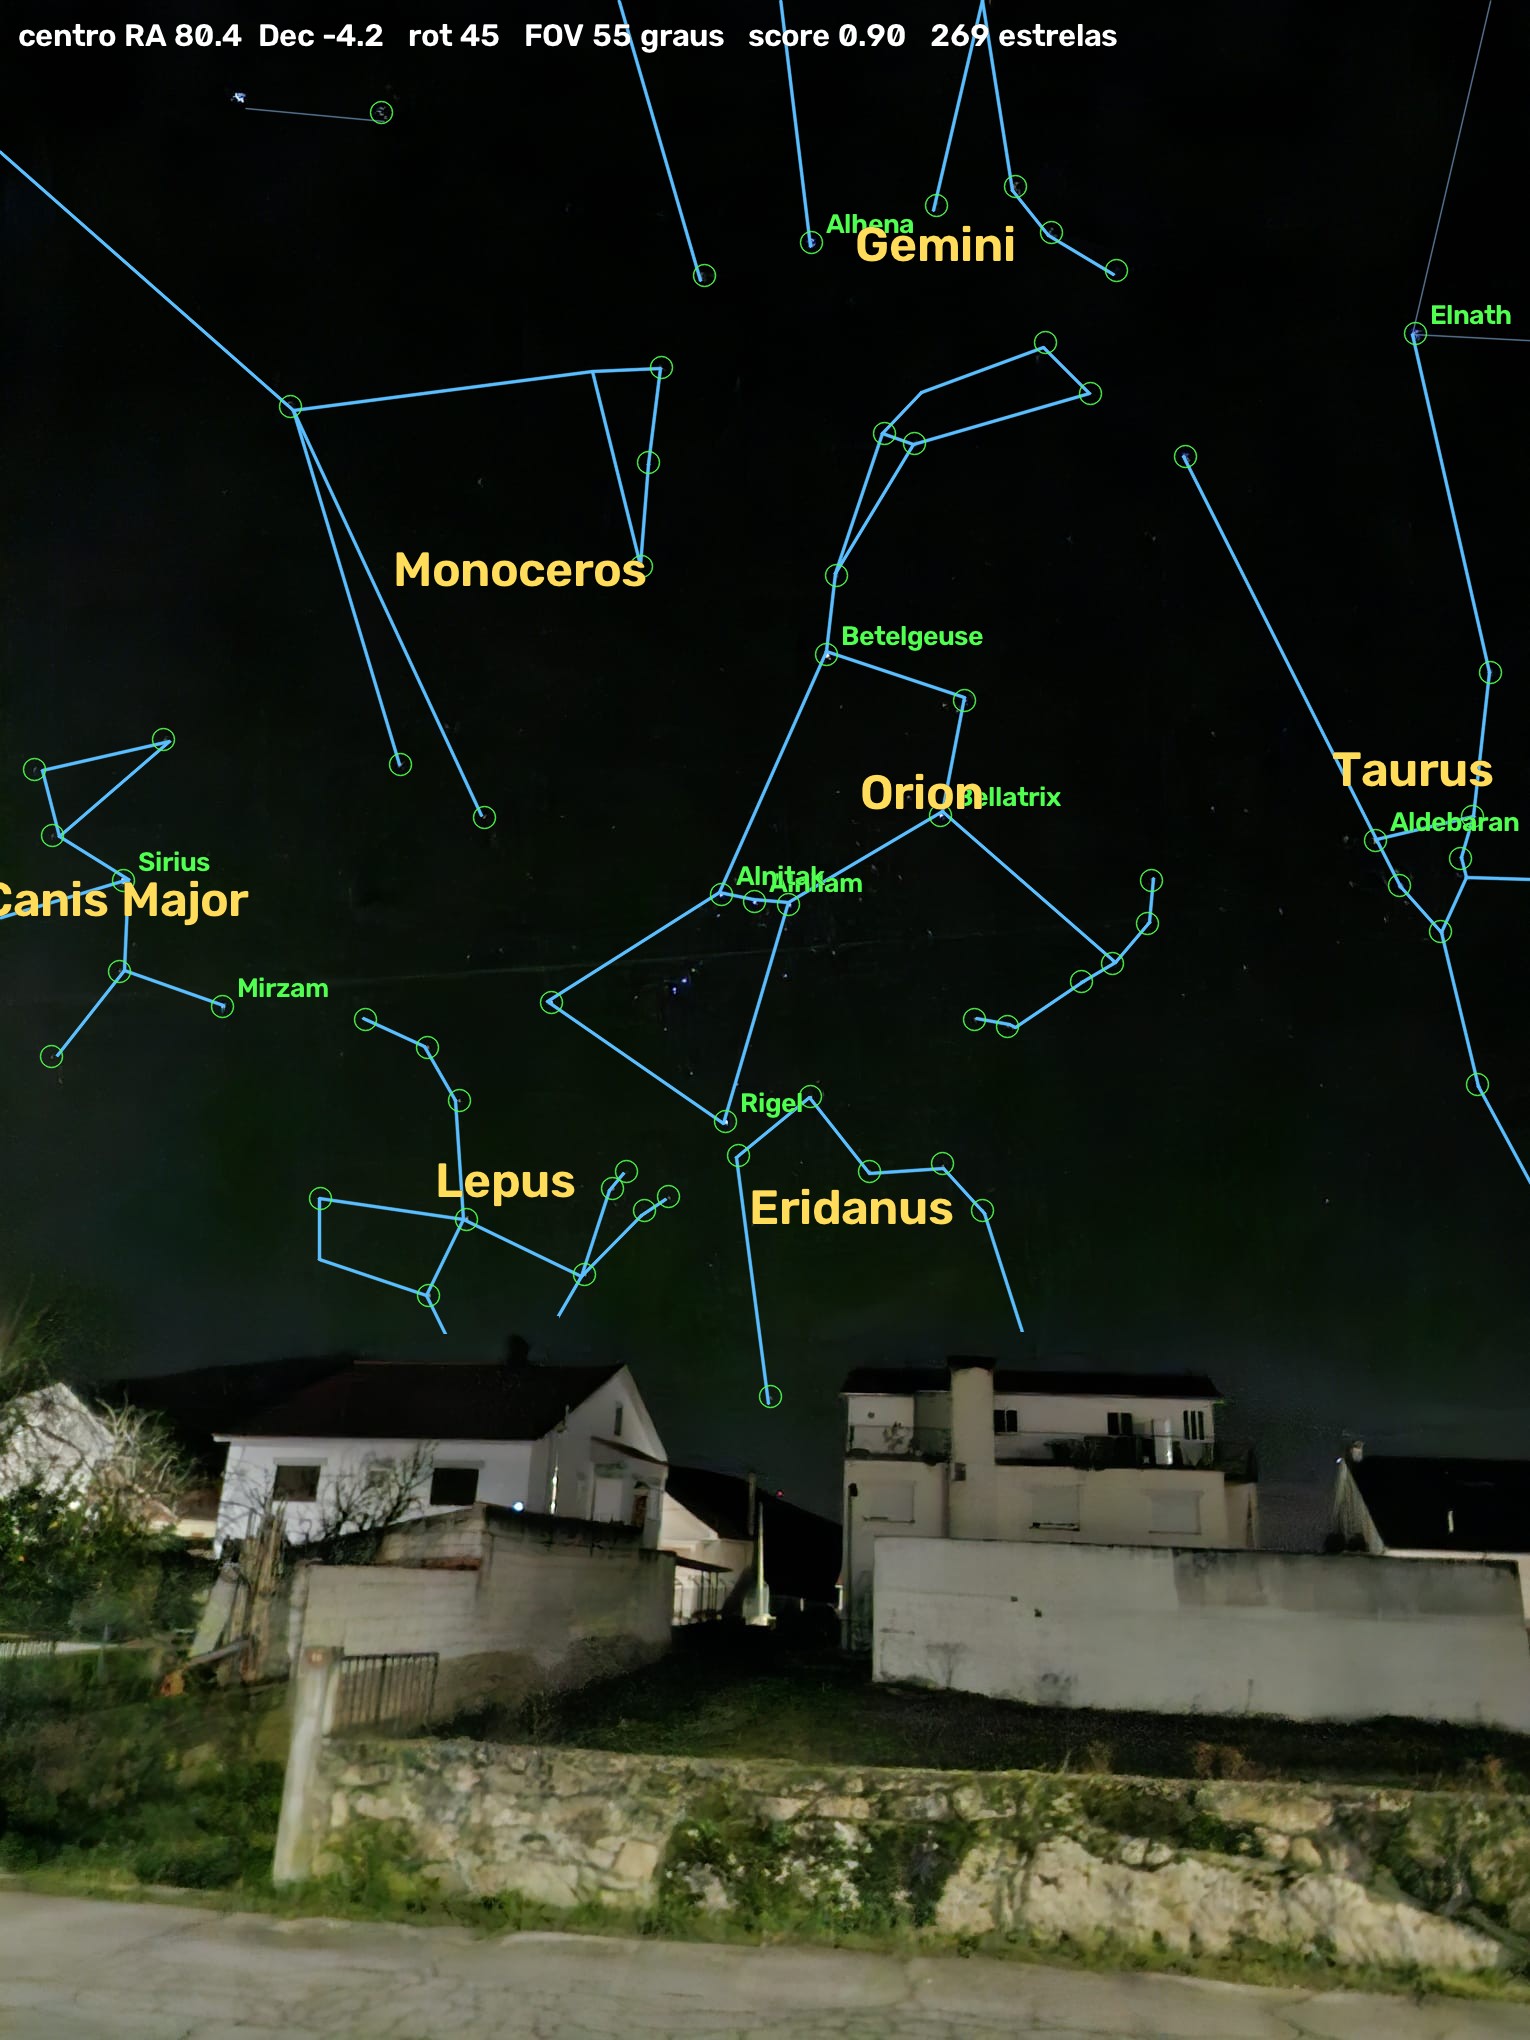 centro RA 80.4 Dec -4.2 rot 45 FOV 55 graus score 0.90 269 estrelas
Alhena
Gemini
Elnath
Monoceros
Betelgeuse
Taurus
Orion
Bellatrix
Aldebaran
Sirius
Alnitak
Alnilam
Canis Major
Mirzam
Rigel
Lepus
Eridanus